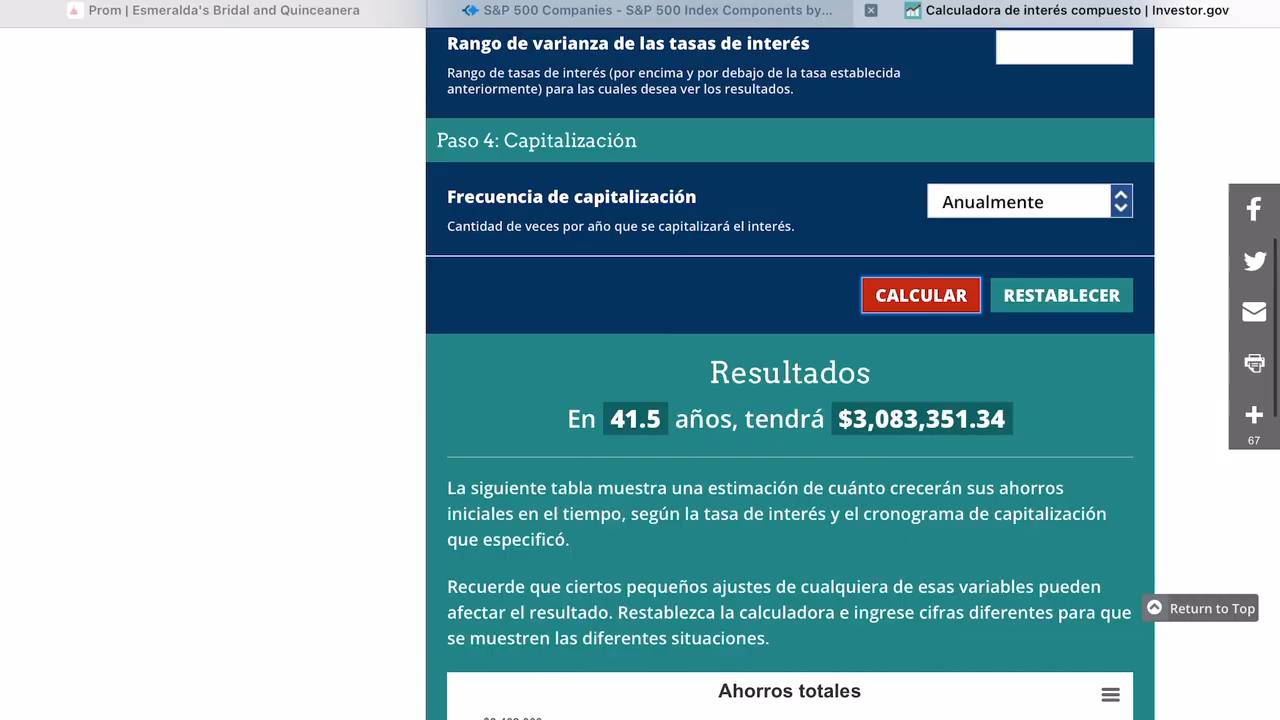 Prom | Esmeralda's Bridal and Quinceanera
S&P 500 Companies - S&P 500 Index Components by...
Calculadora de interés compuesto | Investor.gov
Rango de varianza de las tasas de interés
Rango de tasas de interés (por encima y por debajo de la tasa establecida
anteriormente) para las cuales desea ver los resultados.
Paso 4: Capitalización
Frecuencia de capitalización
Anualmente
Cantidad de veces por año que se capitalizará el interés.
CALCULAR
RESTABLECER
Resultados
En 41.5 años, tendrá $3,083,351.34
La siguiente tabla muestra una estimación de cuánto crecerán sus ahorros
iniciales en el tiempo, según la tasa de interés y el cronograma de capitalización
que especificó.
Recuerde que ciertos pequeños ajustes de cualquiera de esas variables pueden
afectar el resultado. Restablezca la calculadora e ingrese cifras diferentes para que
se muestren las diferentes situaciones.
Ahorros totales
67
Return to Top